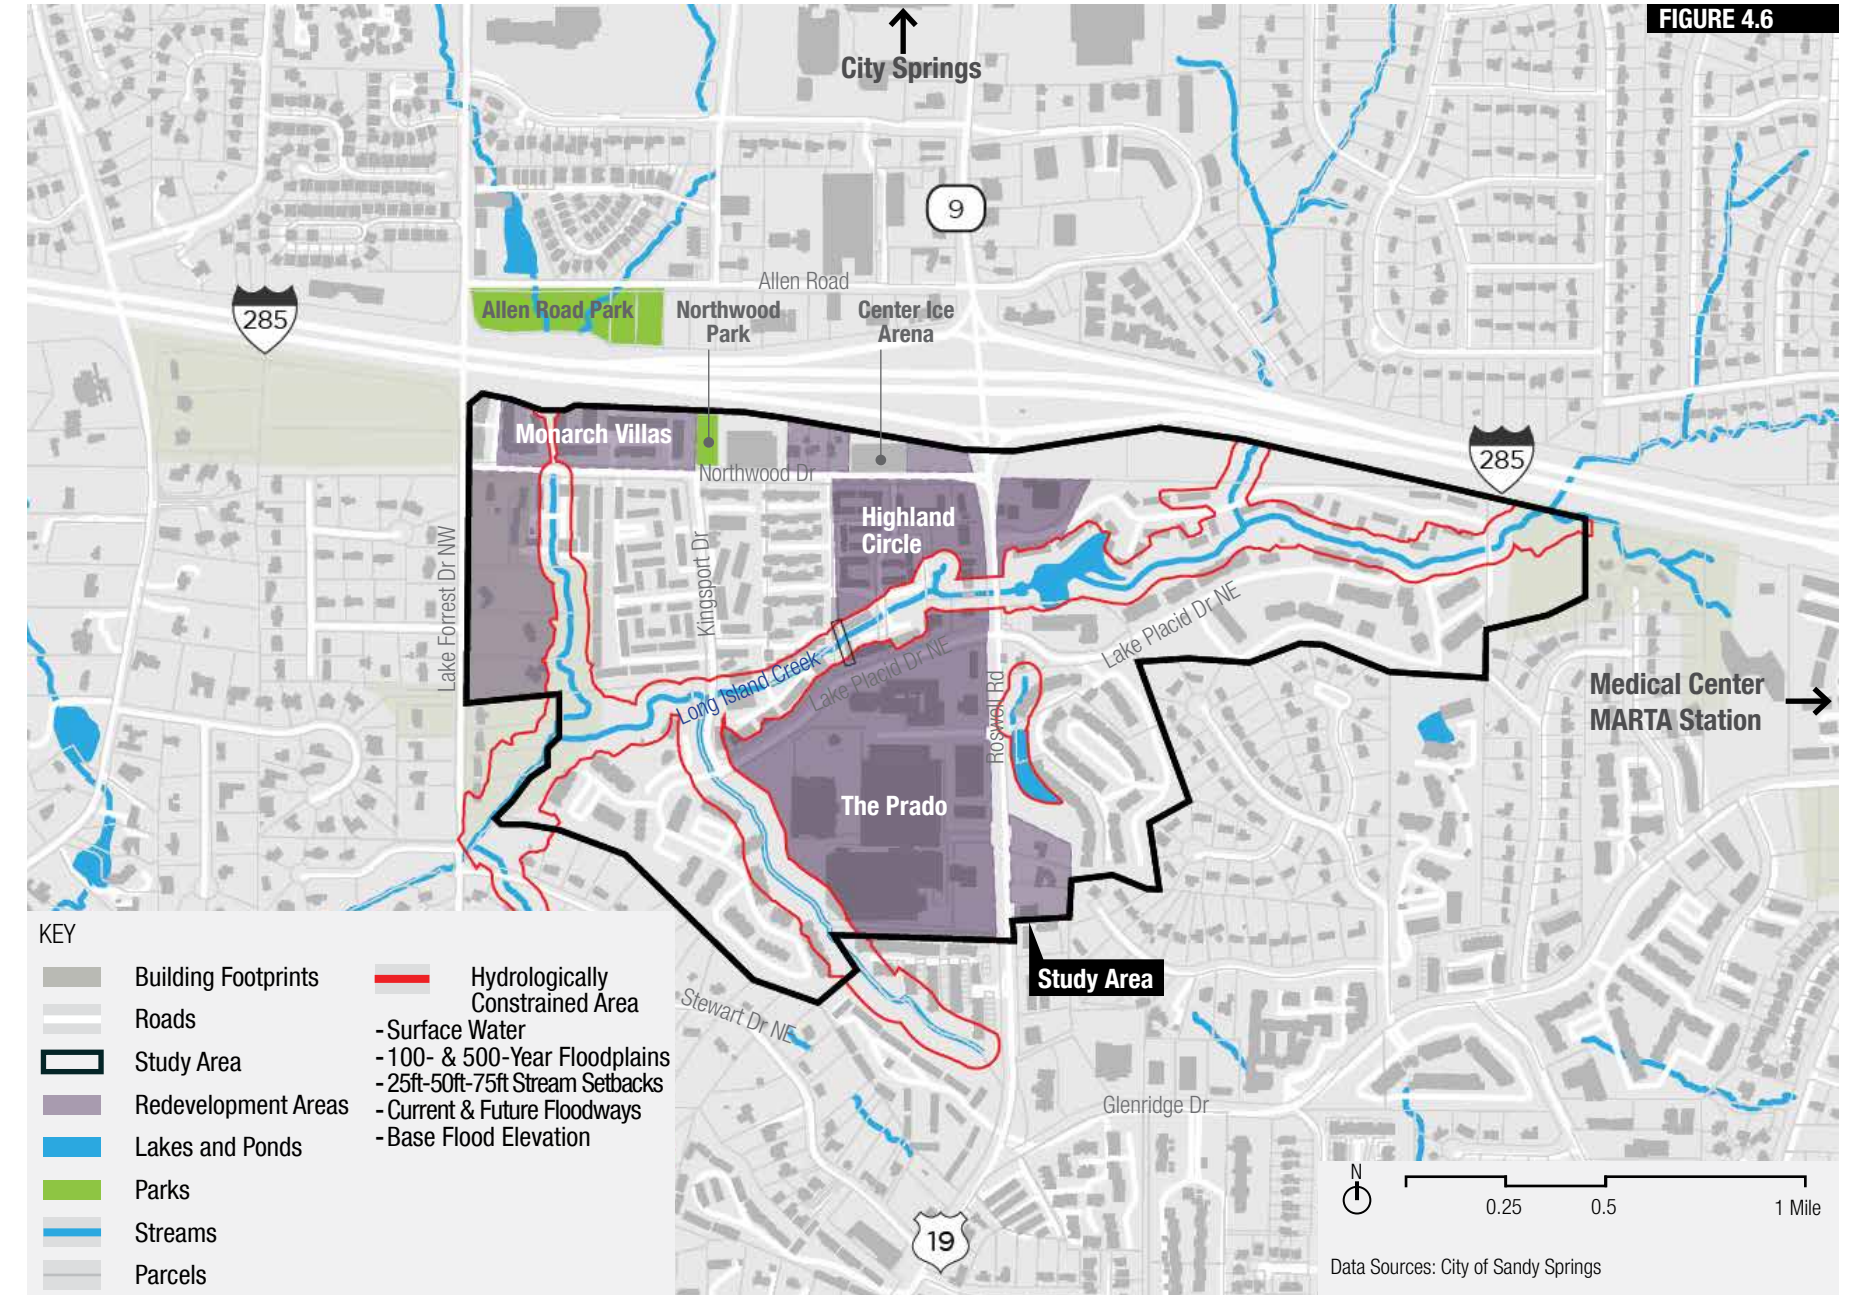 FIGURE 4.6
City Springs
9
Allen Road
285
Allen Road Park
Northwood
Park
Center Ice
Arena
Monarch Villas
Northwood Dr
285
Highland
Circle
Lake Forrest Dr NW
Kingsport Dr
Lake Placid Dr NE
Long Island Creek
Lake Placid Dr NE
Roswell Rd
Medical Center
MARTA Station
The Prado
Study Area
Stewart Dr NE
Glenridge Dr
19
KEY
Building Footprints
Roads
Study Area
Redevelopment Areas
Lakes and Ponds
Parks
Streams
Parcels
Hydrologically
Constrained Area
- Surface Water
- 100- & 500-Year Floodplains
- 25ft-50ft-75ft Stream Setbacks
- Current & Future Floodways
- Base Flood Elevation
N
0.25 0.5 1 Mile
Data Sources: City of Sandy Springs